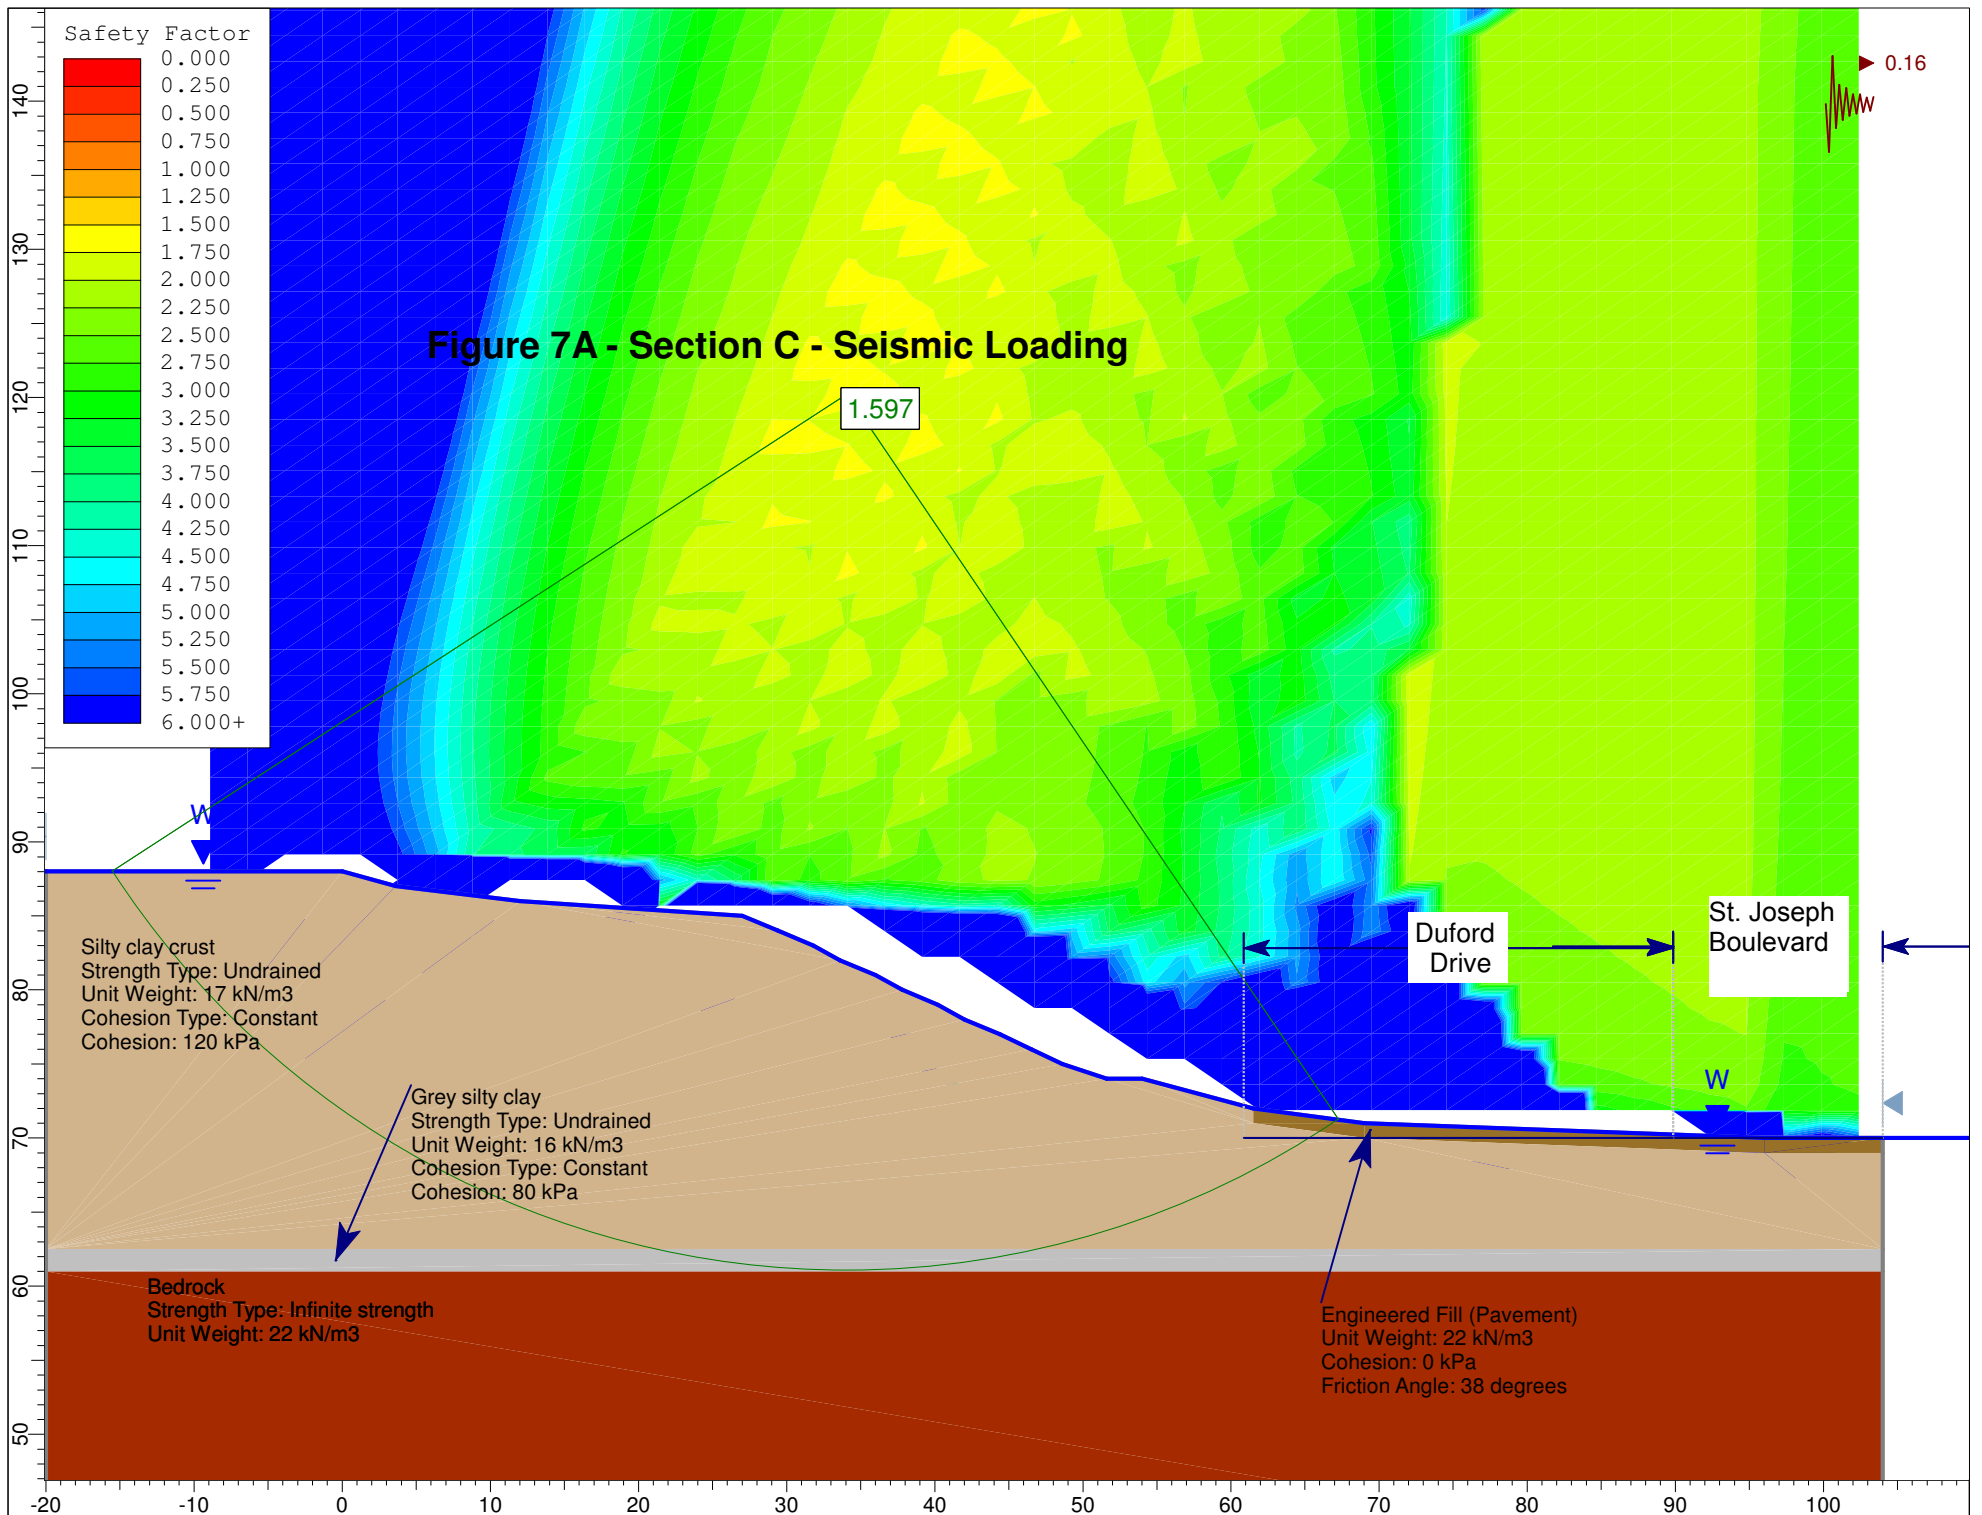 Safety Factor
0.000
0.250
0.500
0.750
1.000
1.250
1.500
1.750
2.000
2.250
2.500
2.750
3.000
3.250
3.500
3.750
4.000
4.250
4.500
4.750
5.000
5.250
5.500
5.750
6.000+
0.16
Figure 7A - Section C - Seismic Loading
1.597
W
Duford
Drive
St. Joseph
Boulevard
W
Silty clay crust
Strength Type: Undrained
Unit Weight: 17 kN/m3
Cohesion Type: Constant
Cohesion: 120 kPa
Grey silty clay
Strength Type: Undrained
Unit Weight: 16 kN/m3
Cohesion Type: Constant
Cohesion: 80 kPa
Bedrock
Strength Type: Infinite strength
Unit Weight: 22 kN/m3
Engineered Fill (Pavement)
Unit Weight: 22 kN/m3
Cohesion: 0 kPa
Friction Angle: 38 degrees
140
130
120
110
100
90
80
70
60
50
-20 -10 0 10 20 30 40 50 60 70 80 90 100